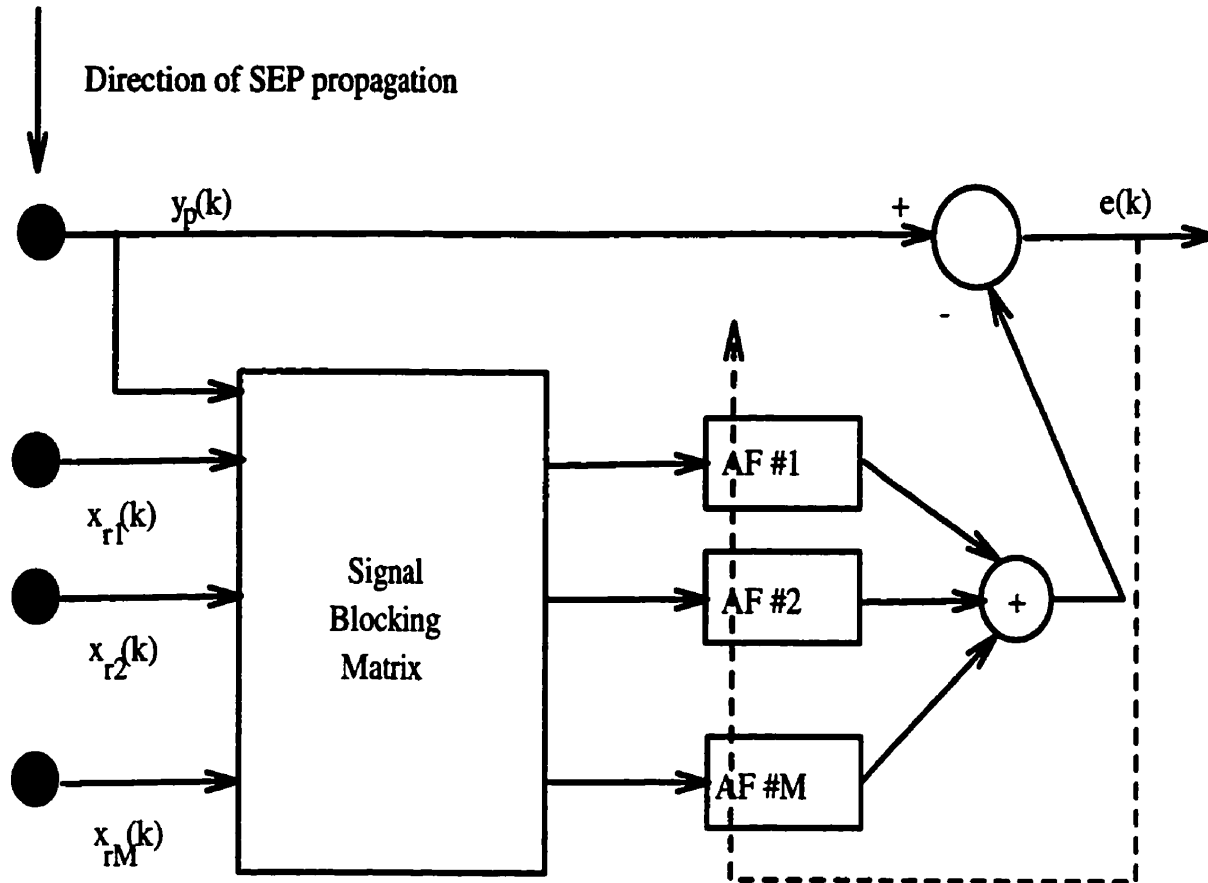 Direction of SEP propagation
y_p(k)
+
e(k)
-
x_r1(k)
AF #1
Signal
Blocking
Matrix
x_r2(k)
AF #2
+
x_rM(k)
AF #M